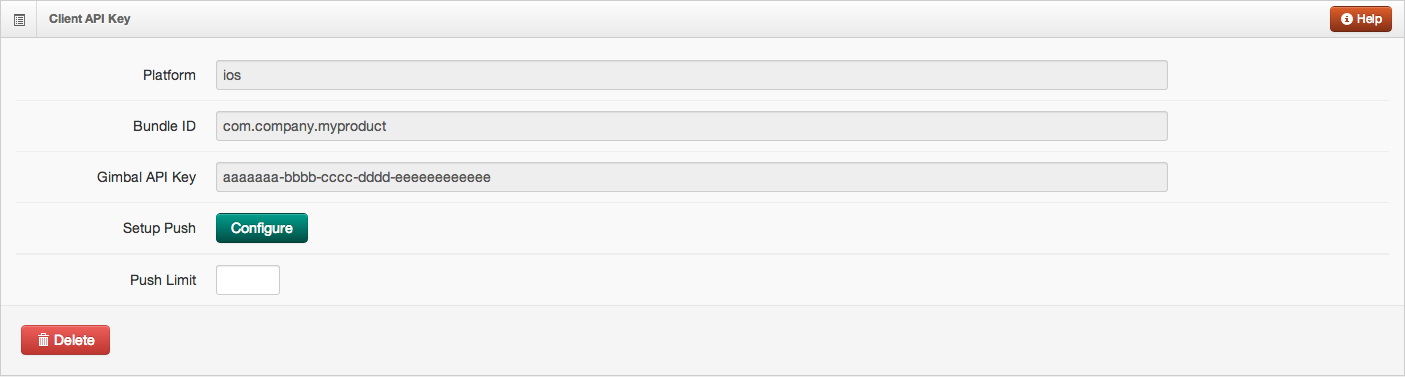 Client API Key
Help
Platform
ios
Bundle ID
com.company.myproduct
Gimbal API Key
aaaaaaa-bbbb-cccc-dddd-eeeeeeeeeeee
Setup Push
Configure
Push Limit
Delete